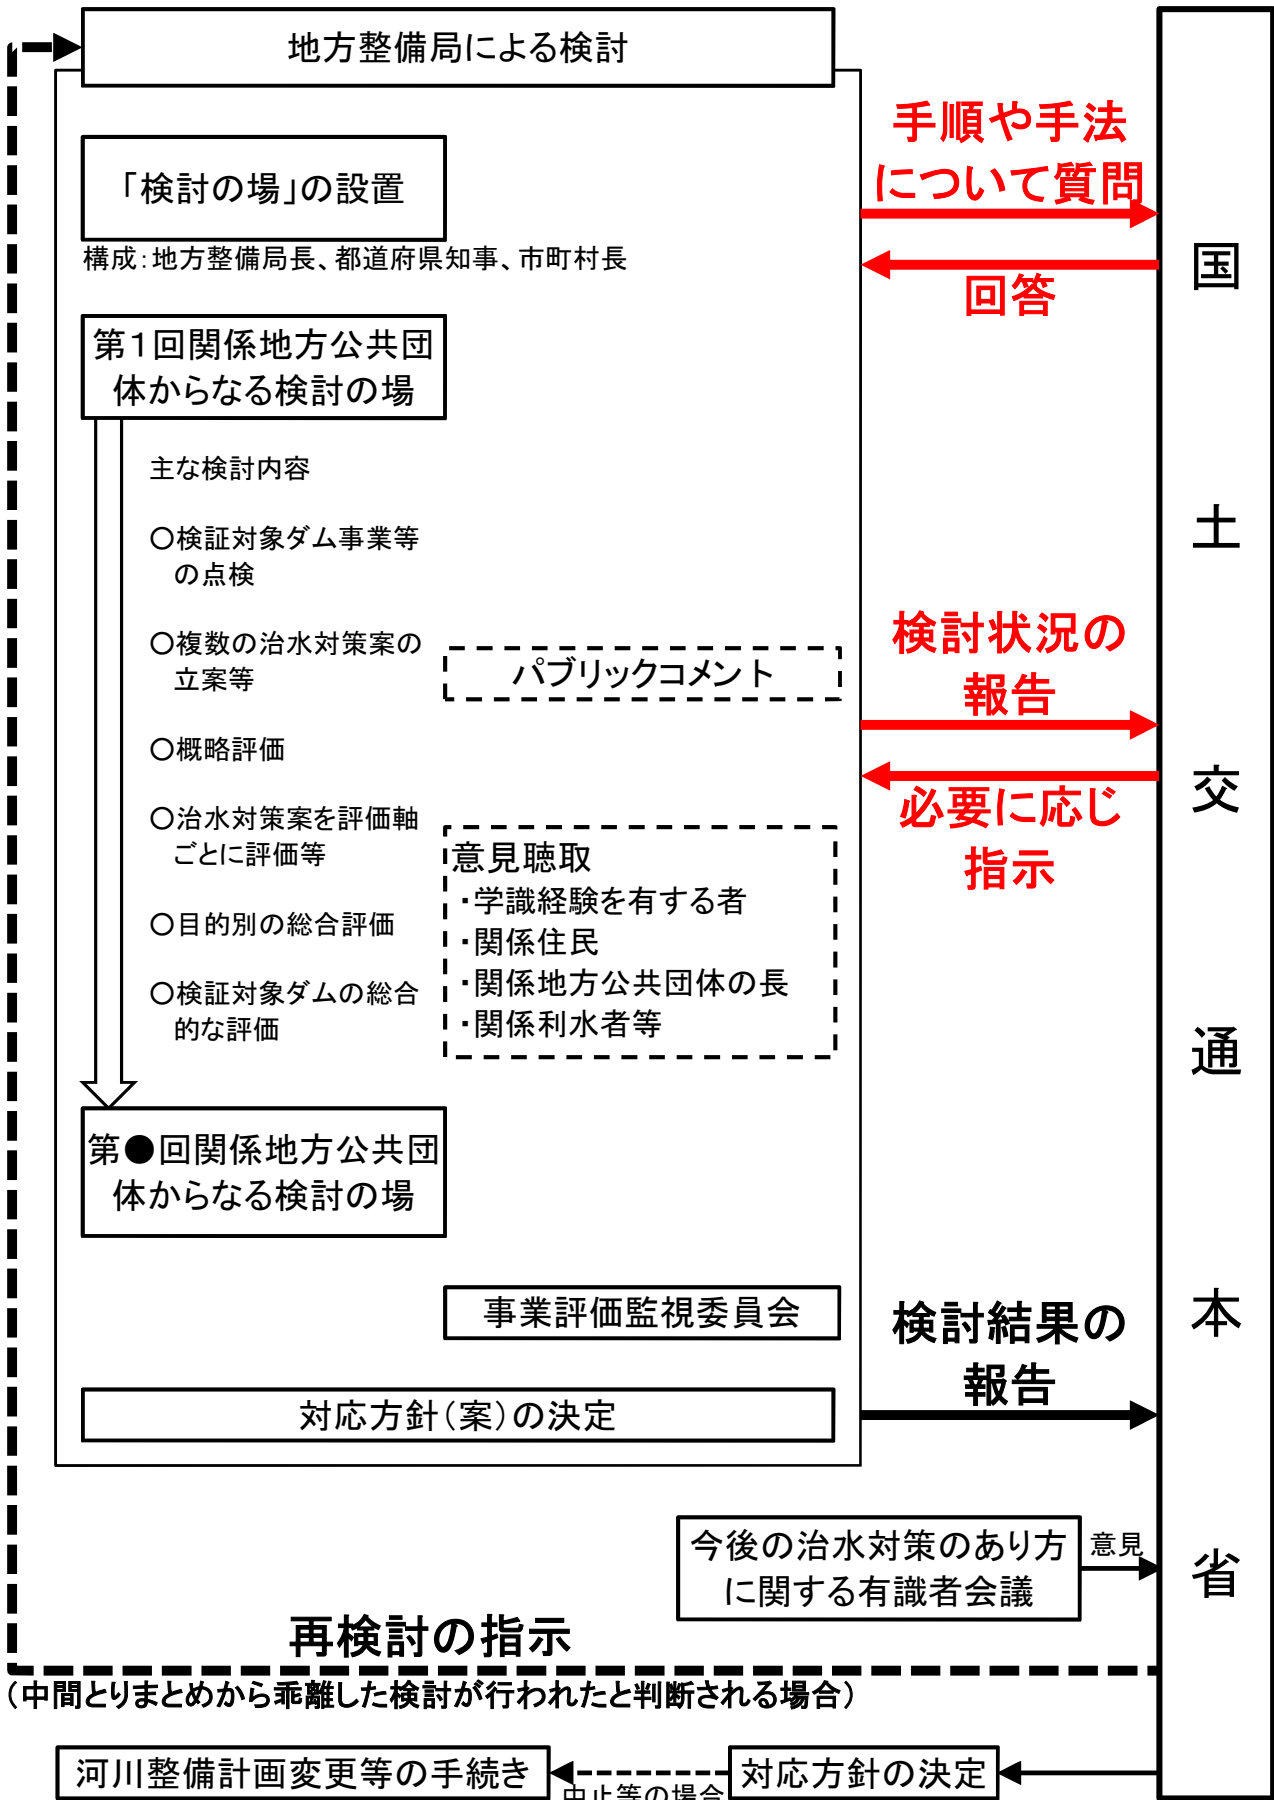 地方整備局による検討
「検討の場」の設置
構成：地方整備局長、都道府県知事、市町村長
第１回関係地方公共団
体からなる検討の場
主な検討内容
○検証対象ダム事業等
の点検
○複数の治水対策案の
立案等
○概略評価
○治水対策案を評価軸
ごとに評価等
○目的別の総合評価
○検証対象ダムの総合
的な評価
パブリックコメント
意見聴取
・学識経験を有する者
・関係住民
・関係地方公共団体の長
・関係利水者等
第●回関係地方公共団
体からなる検討の場
事業評価監視委員会
対応方針（案）の決定
手順や手法
について質問
回答
検討状況の
報告
必要に応じ
指示
検討結果の
報告
国土交通本省
今後の治水対策のあり方
に関する有識者会議
意見
再検討の指示
（中間とりまとめから乖離した検討が行われたと判断される場合）
河川整備計画変更等の手続き
中止等の場合
対応方針の決定